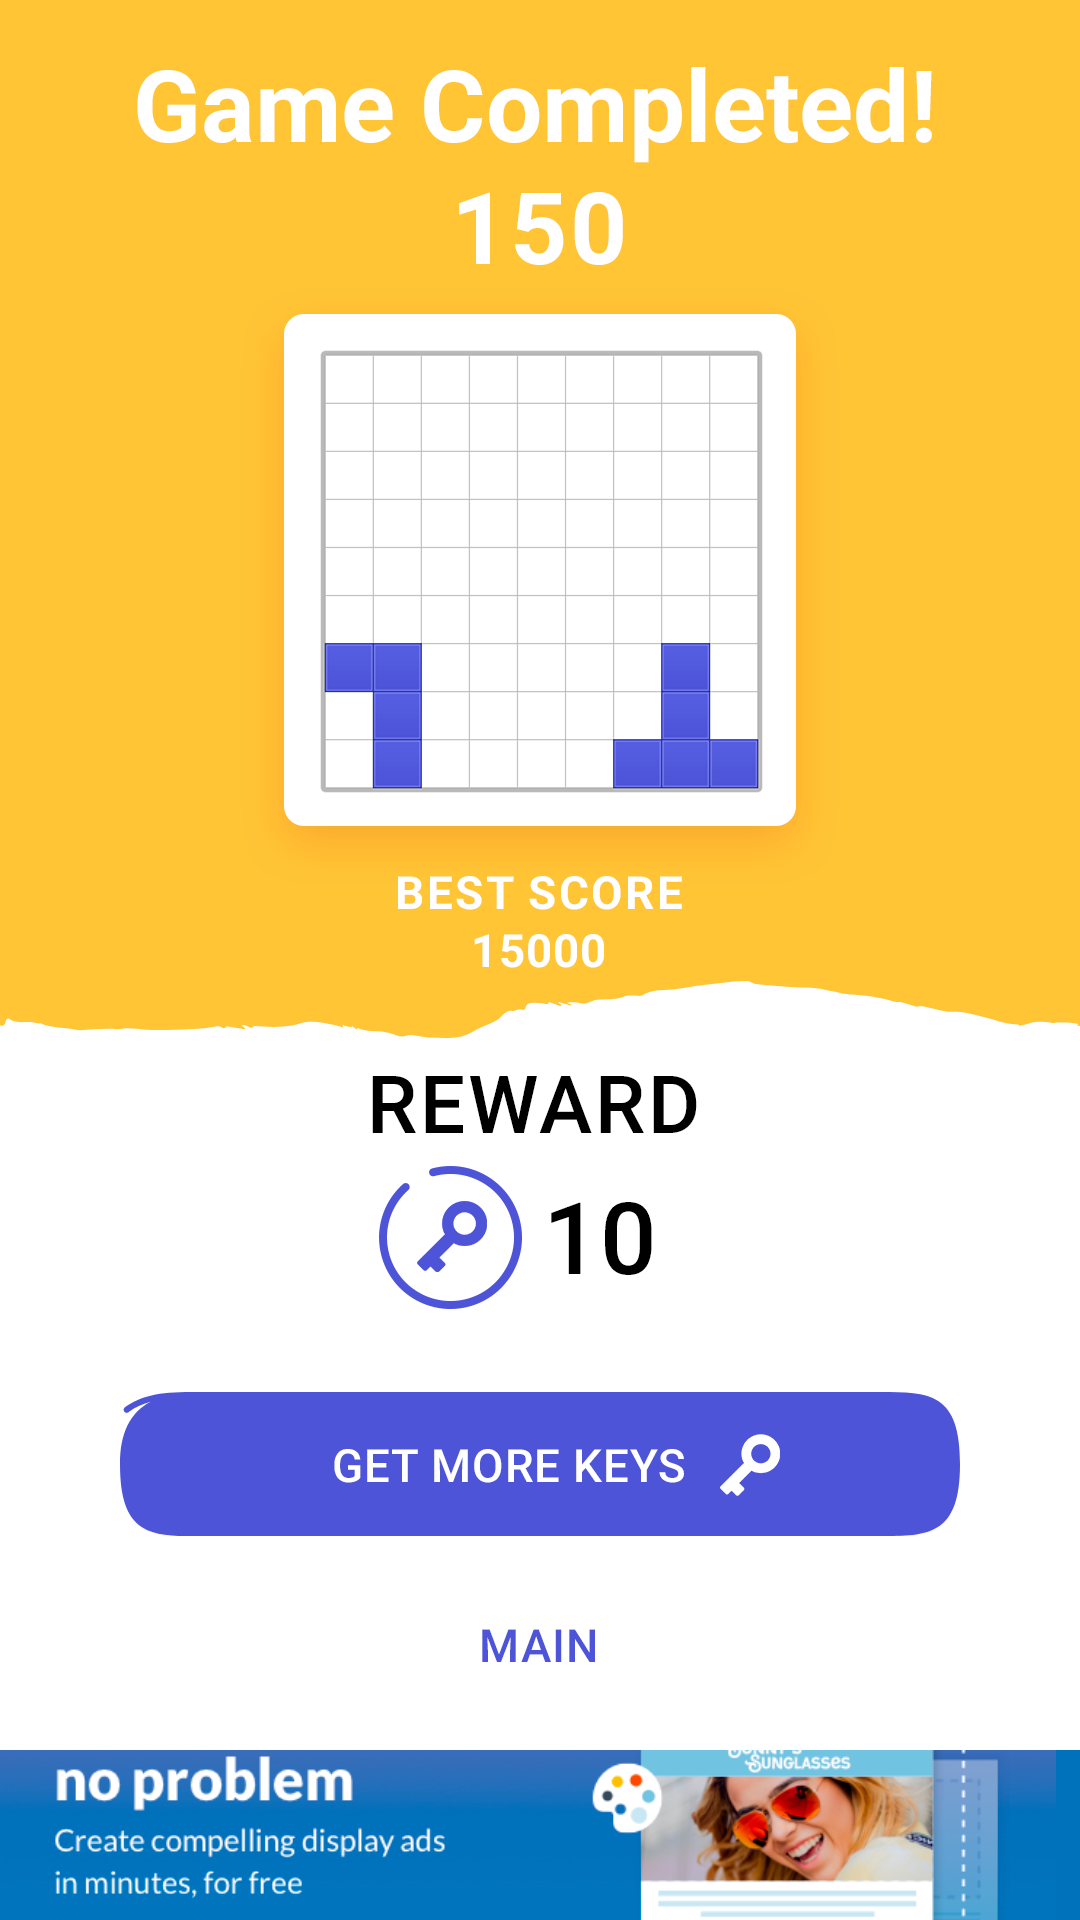 Game Completed!
150
BEST SCORE
15000
REWARD
10
GET MORE KEYS
MAIN
no problem
Create compelling display ads
in minutes, for free
SUNGLASSES